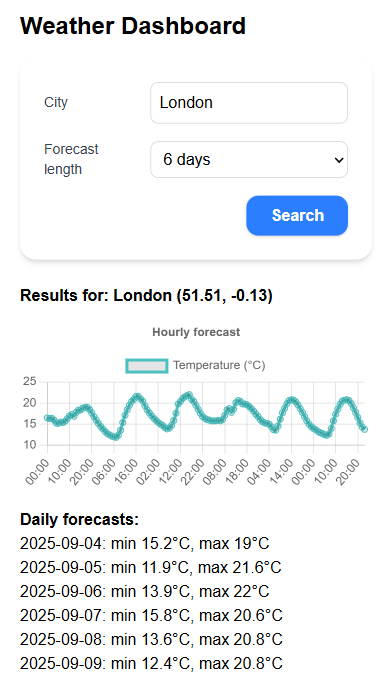 Weather Dashboard
City
London
Forecast
length
6 days
Search
Results for: London (51.51, -0.13)
Hourly forecast
Temperature (°C)
25
20
15
10
00:00 10:00 20:00 06:00 16:00 02:00 12:00 22:00 08:00 18:00 04:00 14:00 00:00 10:00 20:00
Daily forecasts:
2025-09-04: min 15.2°C, max 19°C
2025-09-05: min 11.9°C, max 21.6°C
2025-09-06: min 13.9°C, max 22°C
2025-09-07: min 15.8°C, max 20.6°C
2025-09-08: min 13.6°C, max 20.8°C
2025-09-09: min 12.4°C, max 20.8°C